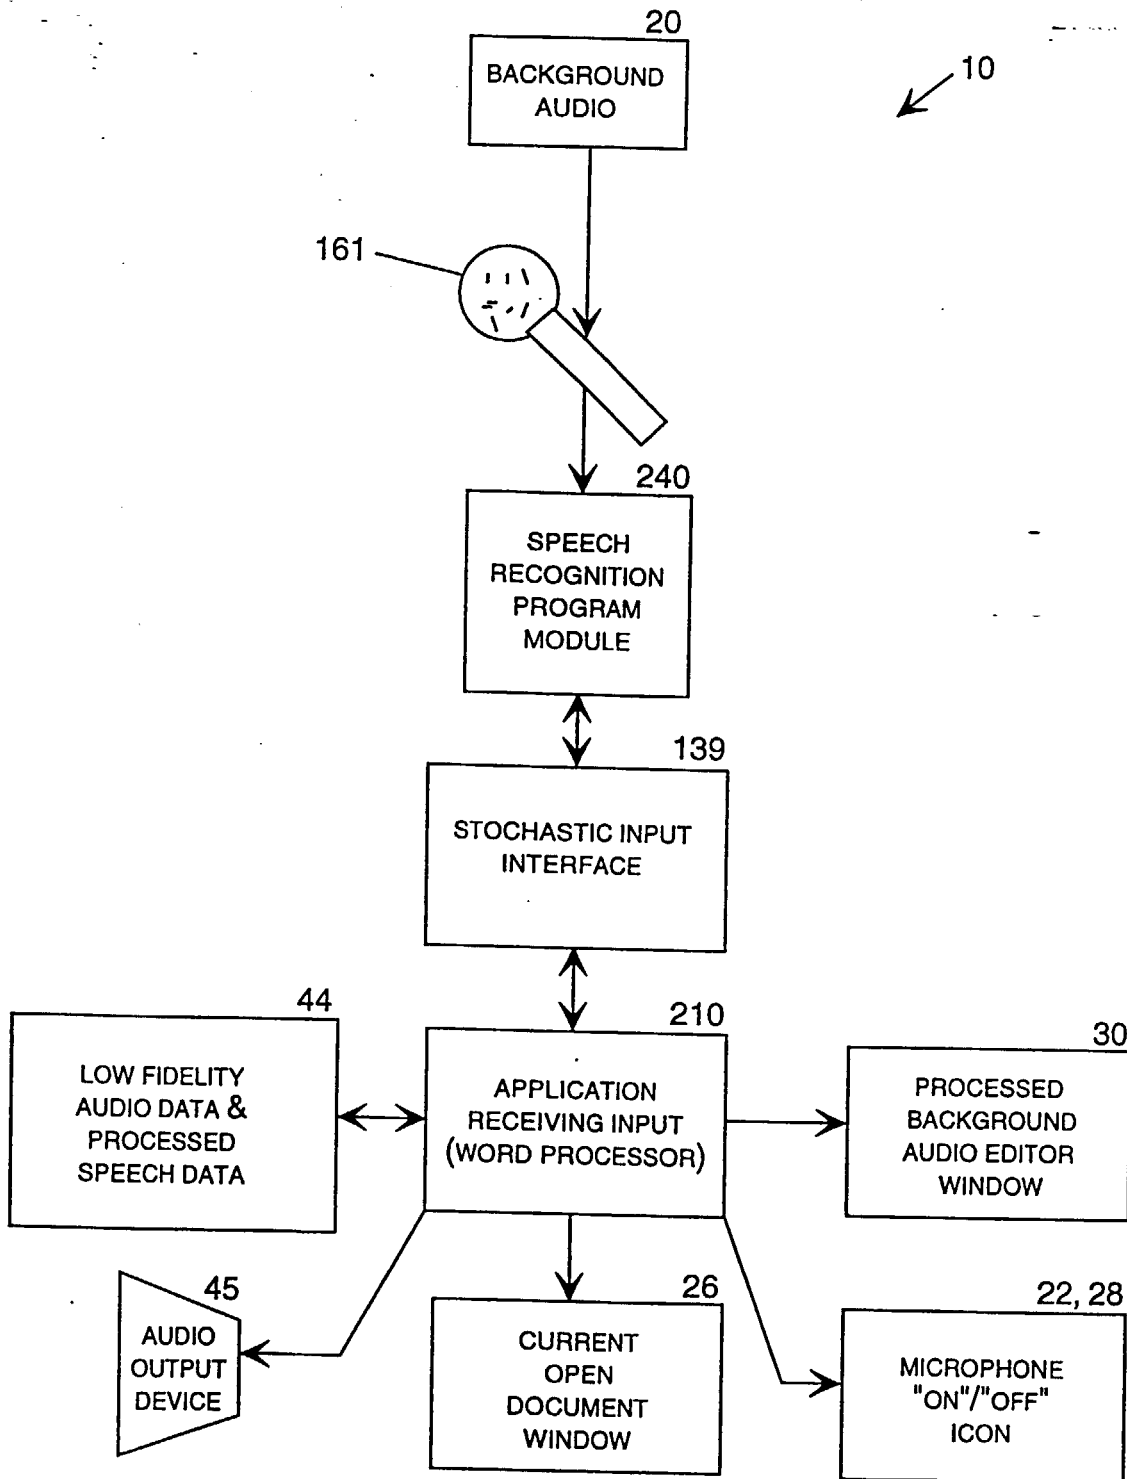 20
BACKGROUND
AUDIO
10
161
240
SPEECH
RECOGNITION
PROGRAM
MODULE
139
STOCHASTIC INPUT
INTERFACE
44
LOW FIDELITY
AUDIO DATA &
PROCESSED
SPEECH DATA
210
APPLICATION
RECEIVING INPUT
(WORD PROCESSOR)
30
PROCESSED
BACKGROUND
AUDIO EDITOR
WINDOW
45
AUDIO
OUTPUT
DEVICE
26
CURRENT
OPEN
DOCUMENT
WINDOW
22, 28
MICROPHONE
"ON"/"OFF"
ICON